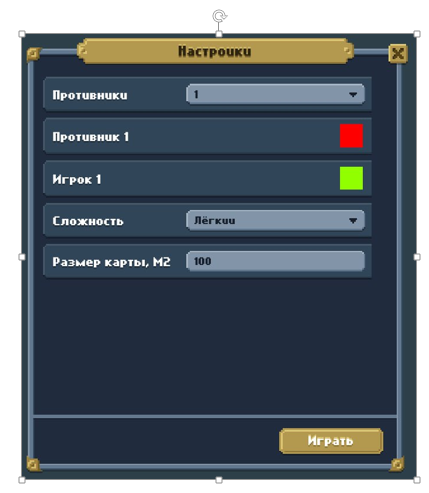 Настройки
Противники
1
Противник 1
Игрок 1
Сложность
Лёгкий
Размер карты, М2
100
Играть